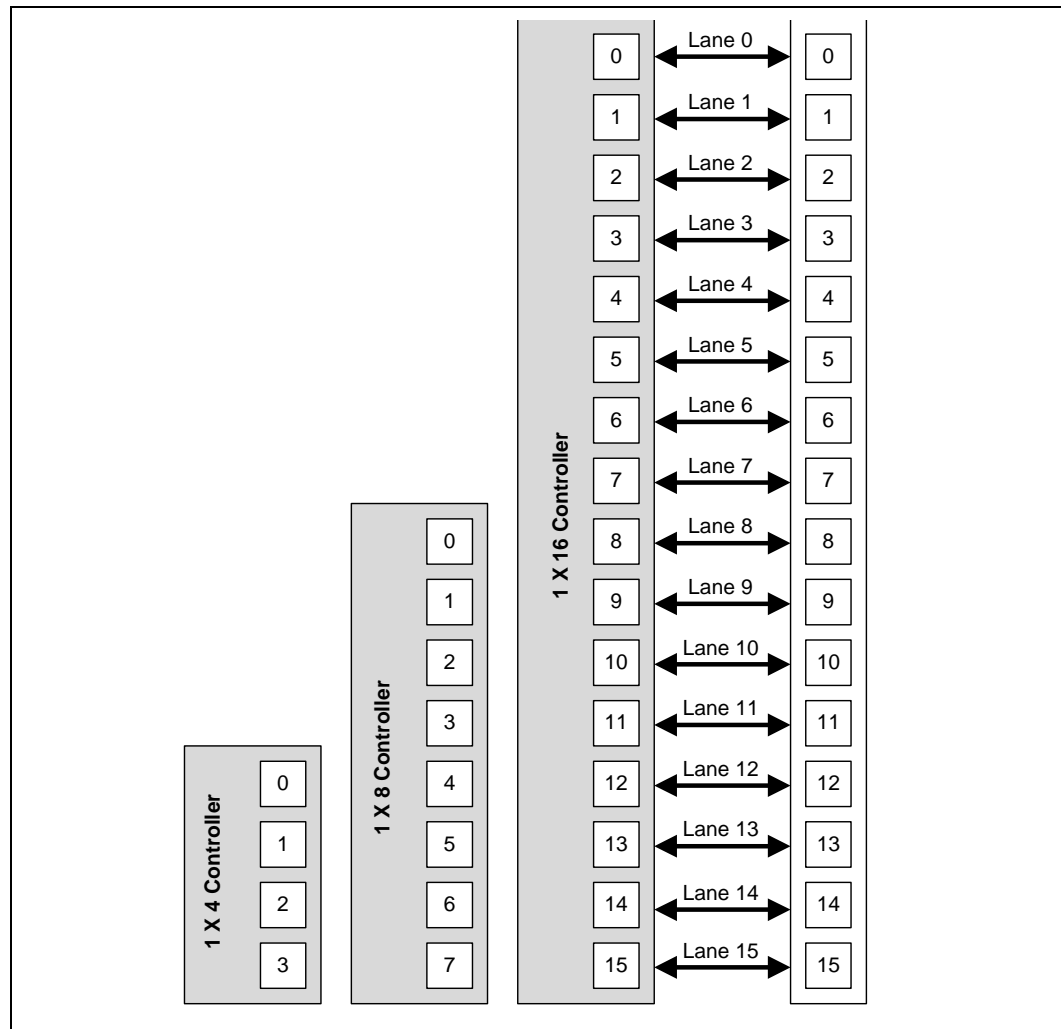 0 Lane 0 0
1 Lane 1 1
2 Lane 2 2
3 Lane 3 3
4 Lane 4 4
5 Lane 5 5
6 Lane 6 6
7 Lane 7 7
0 8 Lane 8 8
1 9 Lane 9 9
2 10 Lane 10 10
3 11 Lane 11 11
0 4 12 Lane 12 12
1 5 13 Lane 13 13
2 6 14 Lane 14 14
3 7 15 Lane 15 15
1 X 4 Controller
1 X 8 Controller
1 X 16 Controller